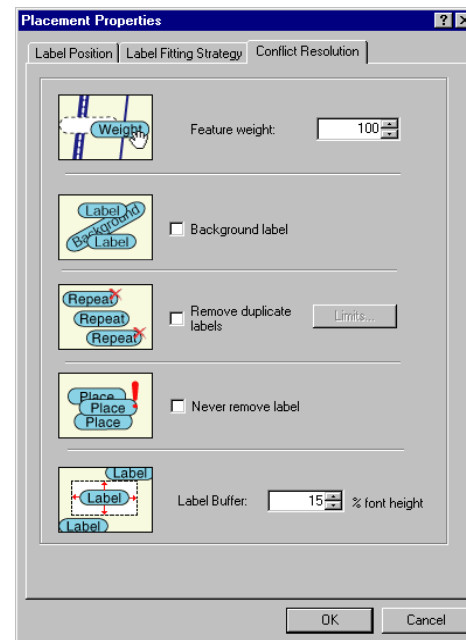 Placement Properties
Label Position
Label Fitting Strategy
Conflict Resolution
Weight
Feature weight:
100
Label
Background
Label
Background label
Repeat
Repeat
Repeat
Remove duplicate
labels
Limits...
Place
Place
Place
Never remove label
Label
Label
Label
Label Buffer:
15
% font height
OK
Cancel